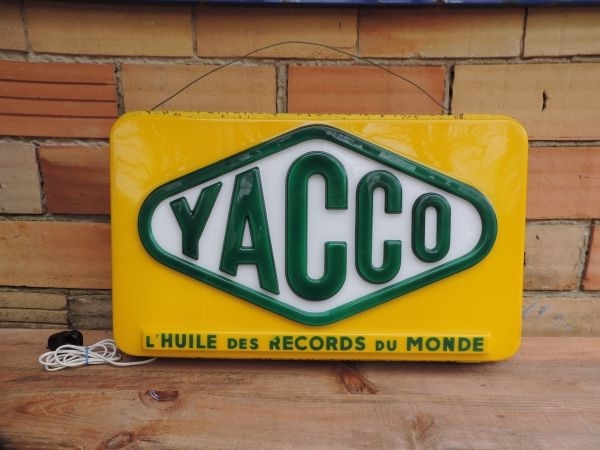 YACCO
L'HUILE DES RECORDS DU MONDE